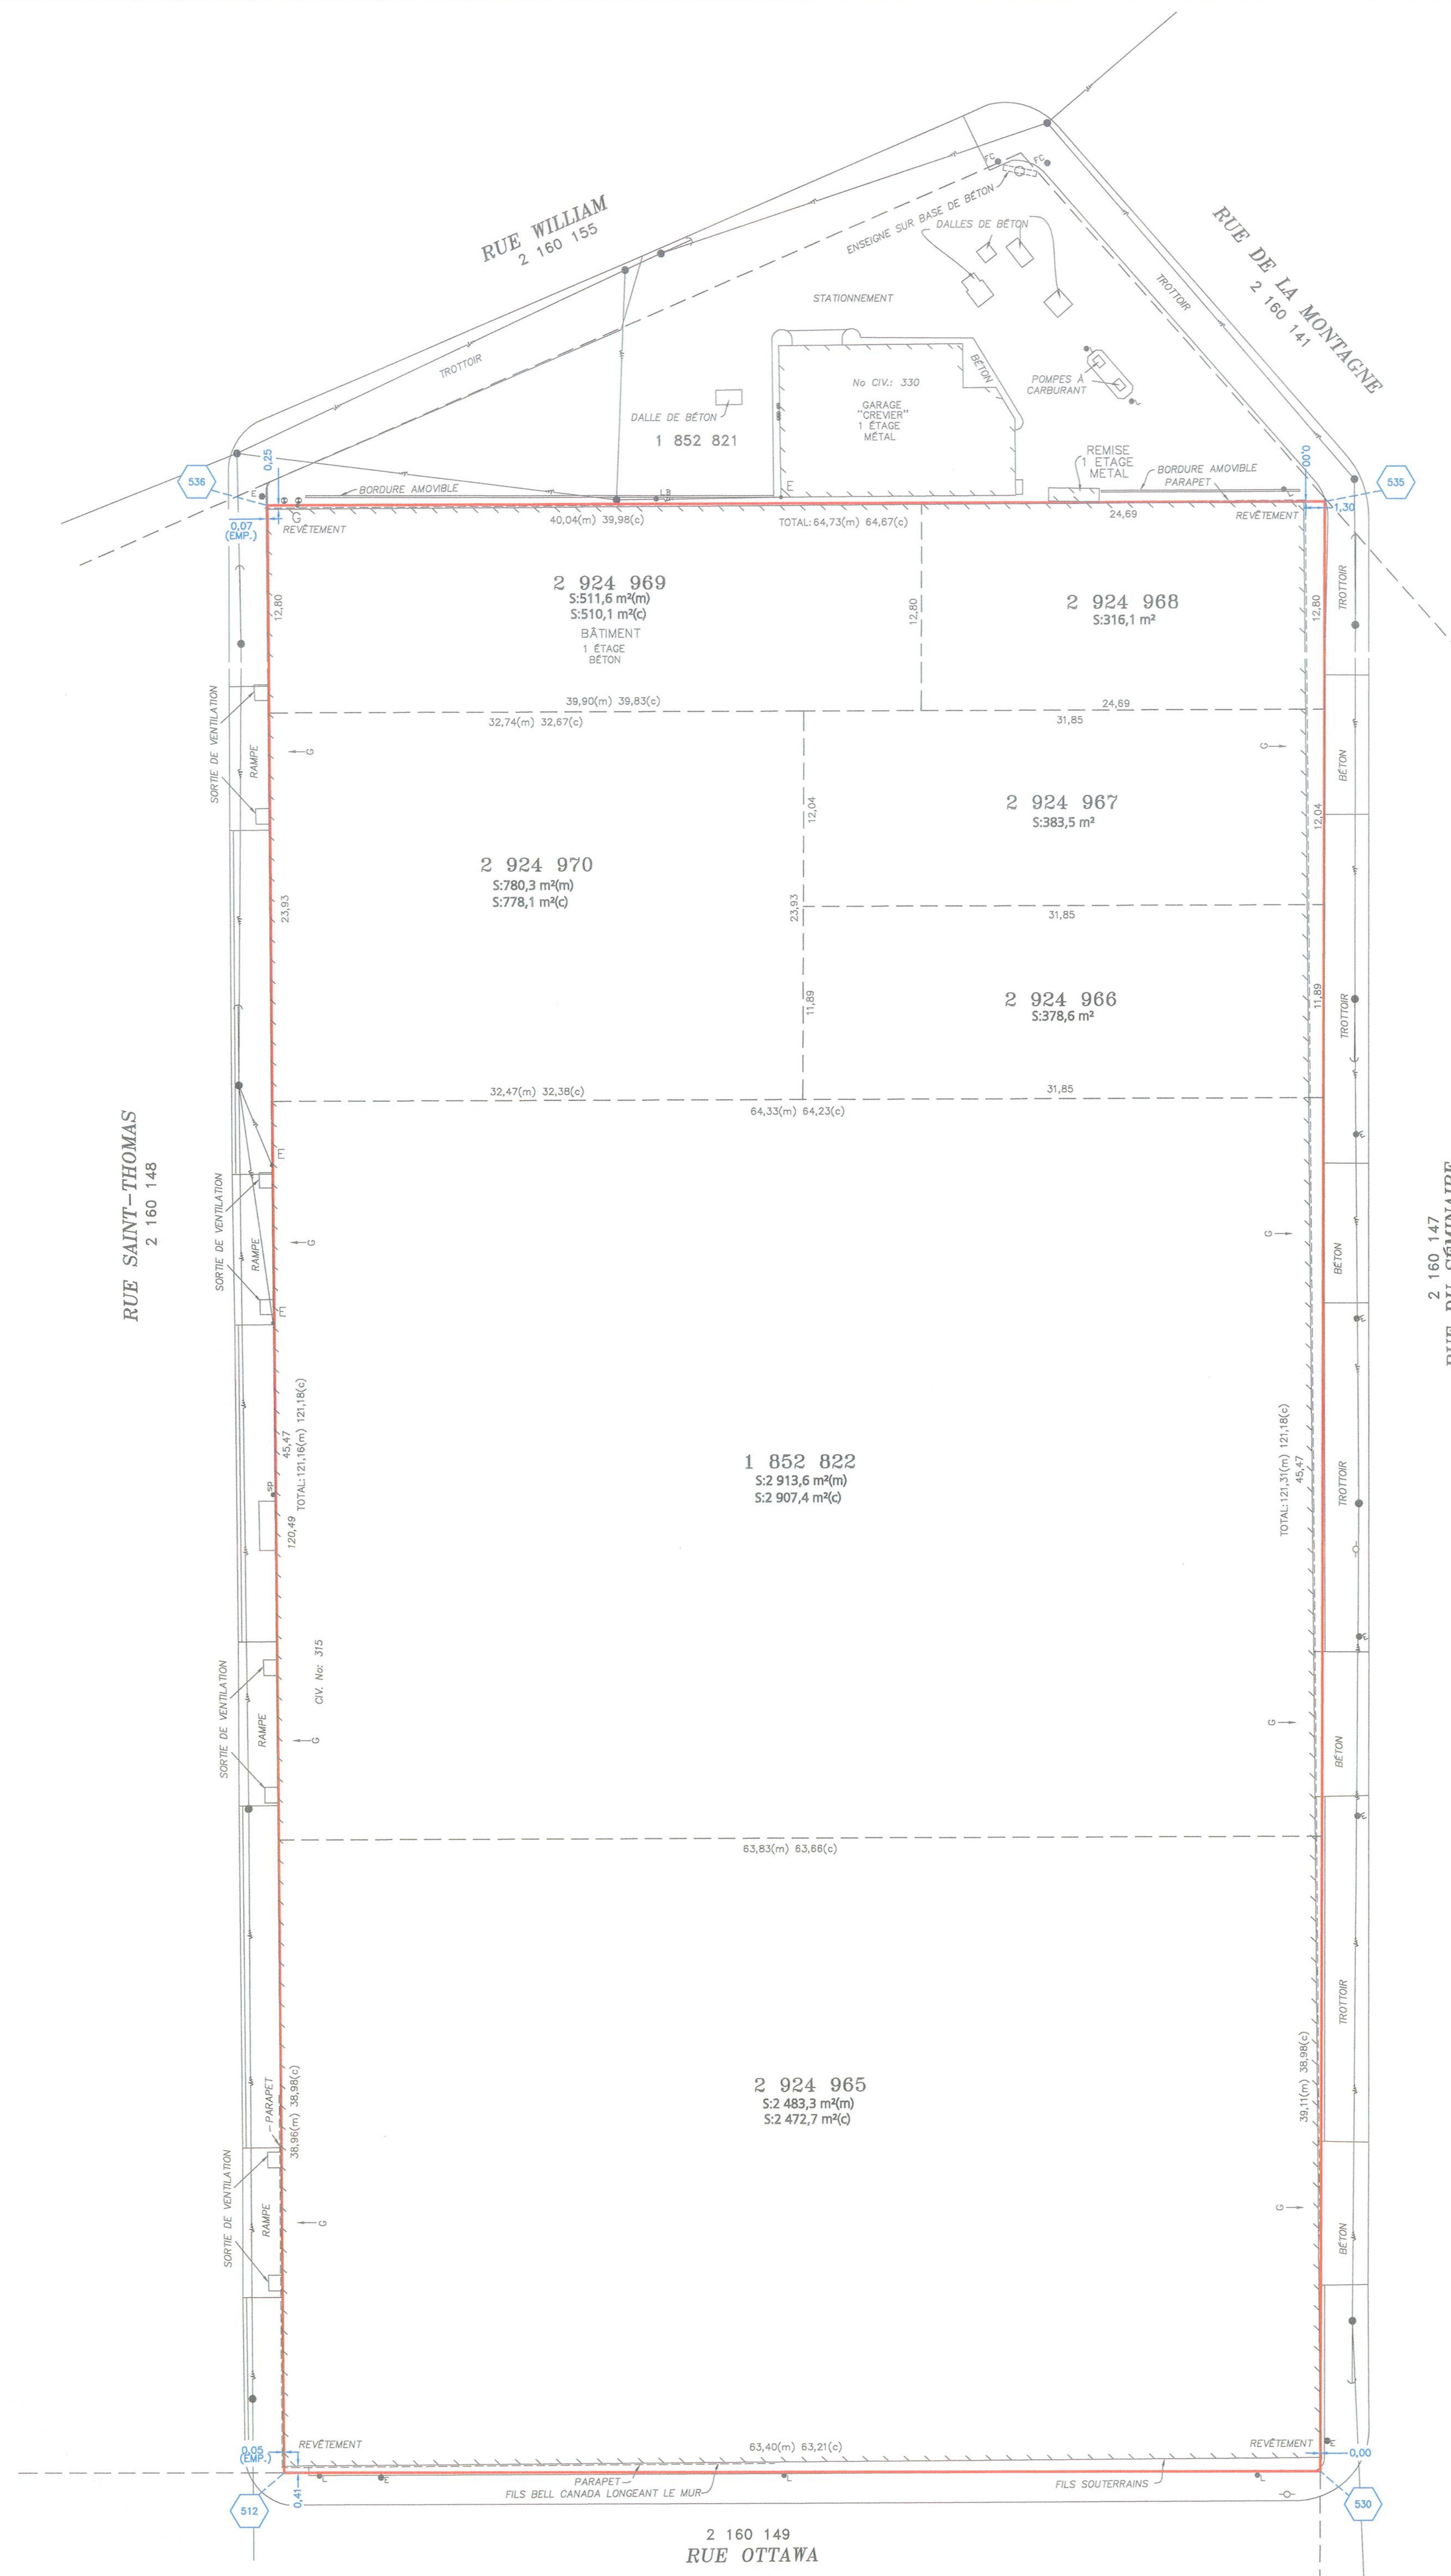 RUE WILLIAM
2 160 155
RUE DE LA MONTAGNE
2 160 141
FC
FC
ENSEIGNE SUR BASE DE BÉTON
DALLES DE BÉTON
TROTTOIR
STATIONNEMENT
TROTTOIR
BÉTON
No CIV.: 330
GARAGE
"CREVIER"
1 ÉTAGE
MÉTAL
POMPES À
CARBURANT
DALLE DE BÉTON
1 852 821
REMISE
1 ETAGE
METAL
BORDURE AMOVIBLE
PARAPET
0,00
535
536
0,25
E
BORDURE AMOVIBLE
LB
E
0,07
(EMP.)
G
REVÊTEMENT
40,04(m) 39,98(c)
TOTAL: 64,73(m) 64,67(c)
24,69
REVÊTEMENT
1,30
12,80
2 924 969
S:511,6 m²(m)
S:510,1 m²(c)
BÂTIMENT
1 ÉTAGE
BÉTON
12,80
2 924 968
S:316,1 m²
12,80
TROTTOIR
39,90(m) 39,83(c)
24,69
32,74(m) 32,67(c)
31,85
SORTIE DE VENTILATION
RAMPE
G
G
BÉTON
2 924 967
S:383,5 m²
12,04
12,04
2 924 970
S:780,3 m²(m)
S:778,1 m²(c)
23,93
23,93
31,85
2 924 966
S:378,6 m²
11,89
11,89
TROTTOIR
32,47(m) 32,38(c)
31,85
64,33(m) 64,23(c)
RUE SAINT-THOMAS
2 160 148
E
SORTIE DE VENTILATION
RAMPE
G
G
BÉTON
2 160 147
RUE DU SÉMINAIRE
E
45,47
TOTAL: 121,16(m) 121,18(c)
SP
120,49
1 852 822
S:2 913,6 m²(m)
S:2 907,4 m²(c)
TOTAL: 121,31(m) 121,18(c)
45,47
TROTTOIR
CIV. No: 315
SORTIE DE VENTILATION
RAMPE
G
G
BÉTON
63,83(m) 63,66(c)
TROTTOIR
PARAPET
38,96(m) 38,98(c)
2 924 965
S:2 483,3 m²(m)
S:2 472,7 m²(c)
39,11(m) 38,98(c)
SORTIE DE VENTILATION
RAMPE
G
G
BÉTON
0,05
(EMP.)
REVÊTEMENT
63,40(m) 63,21(c)
REVÊTEMENT
E
0,00
L
E
PARAPET
L
FILS SOUTERRAINS
L
FILS BELL CANADA LONGEANT LE MUR
0,41
512
530
2 160 149
RUE OTTAWA